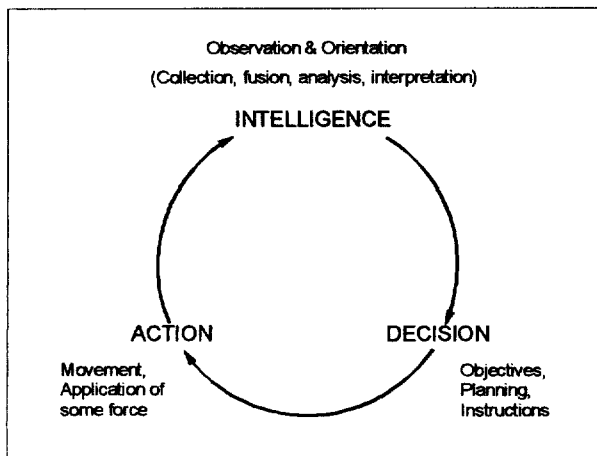 Observation & Orientation
(Collection, fusion, analysis, interpretation)
INTELLIGENCE
ACTION
DECISION
Movement,
Application of
some force
Objectives,
Planning,
Instructions